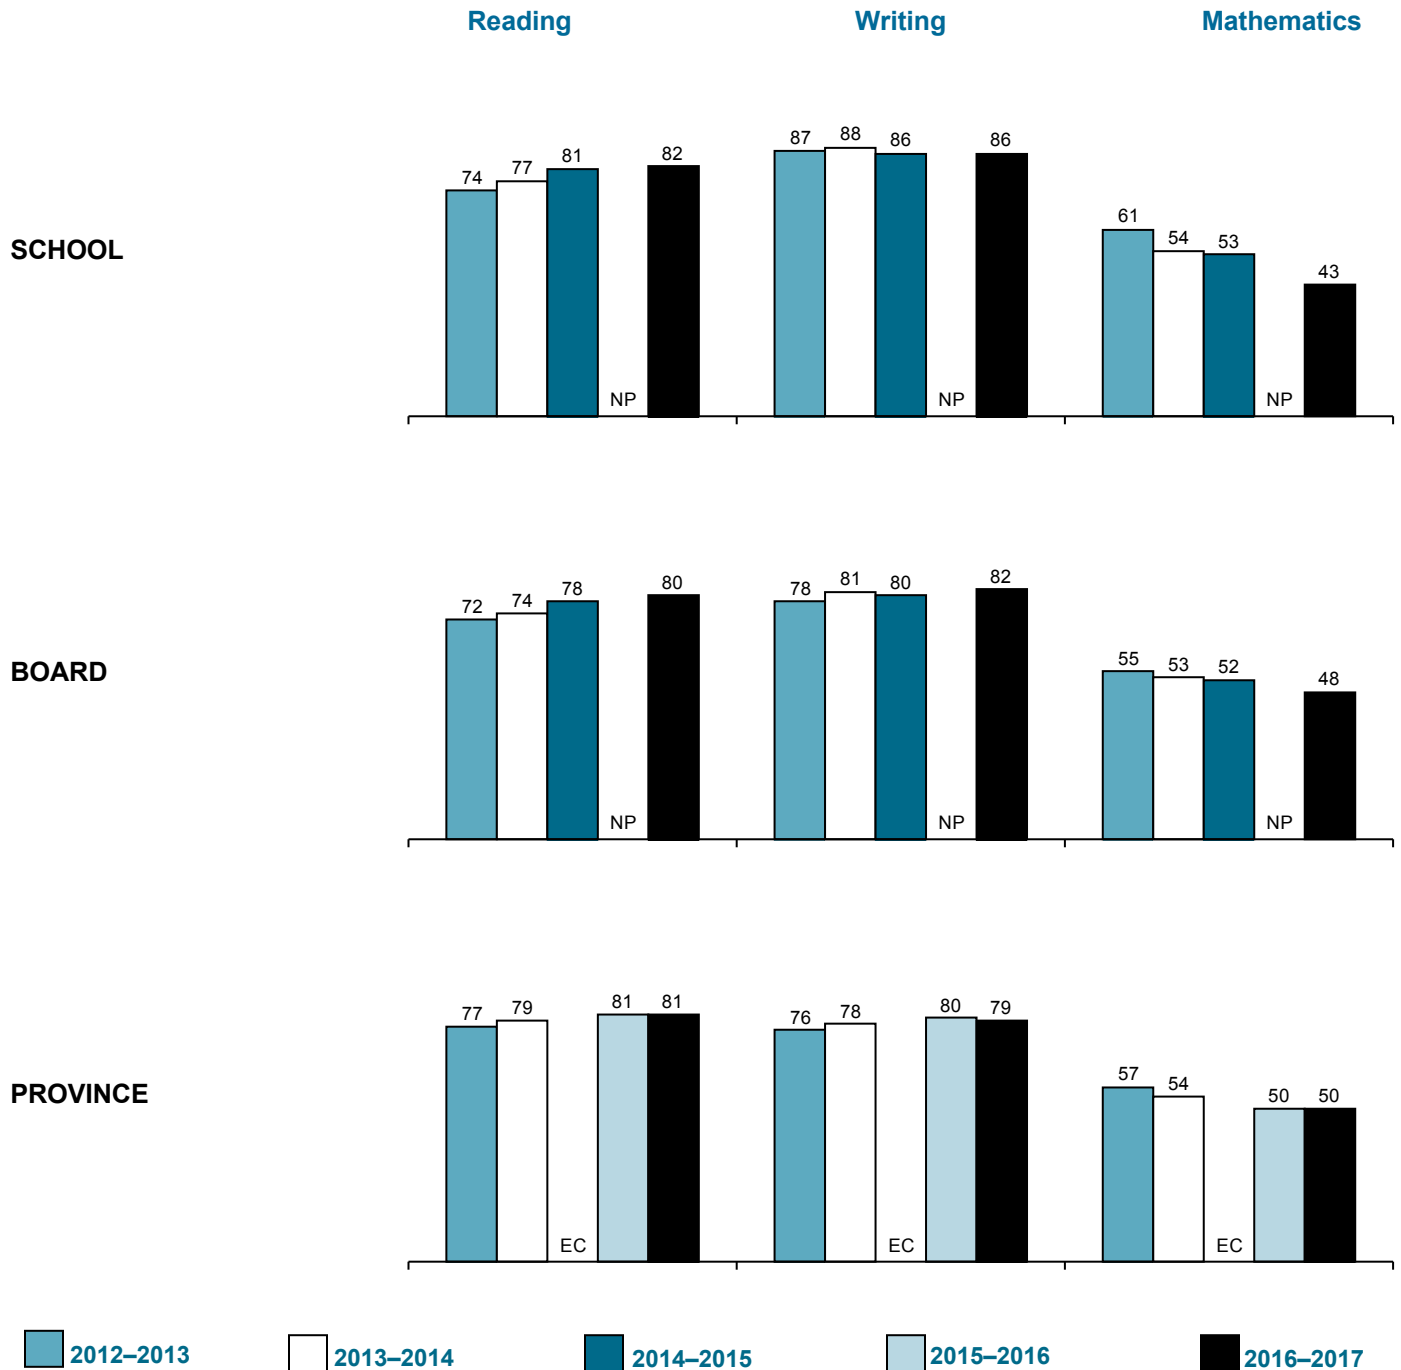 Reading Writing Mathematics
SCHOOL
74 77 81 NP 82 87 88 86 NP 86 61 54 53 NP 43
BOARD
72 74 78 NP 80 78 81 80 NP 82 55 53 52 NP 48
PROVINCE
77 79 EC 81 81 76 78 EC 80 79 57 54 EC 50 50
2012–2013 2013–2014 2014–2015 2015–2016 2016–2017